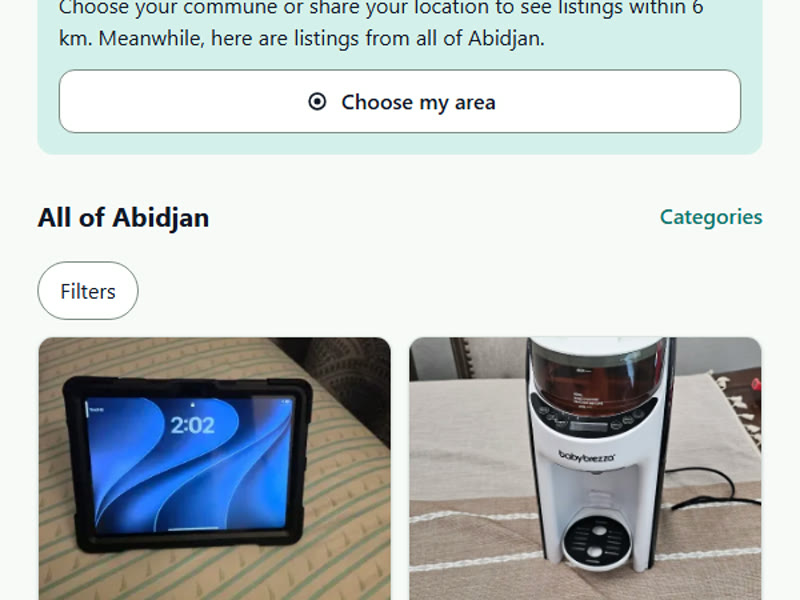 Choose your commune or share your location to see listings within 6
km. Meanwhile, here are listings from all of Abidjan.
Choose my area
All of Abidjan
Categories
Filters
2:02
babybrezza